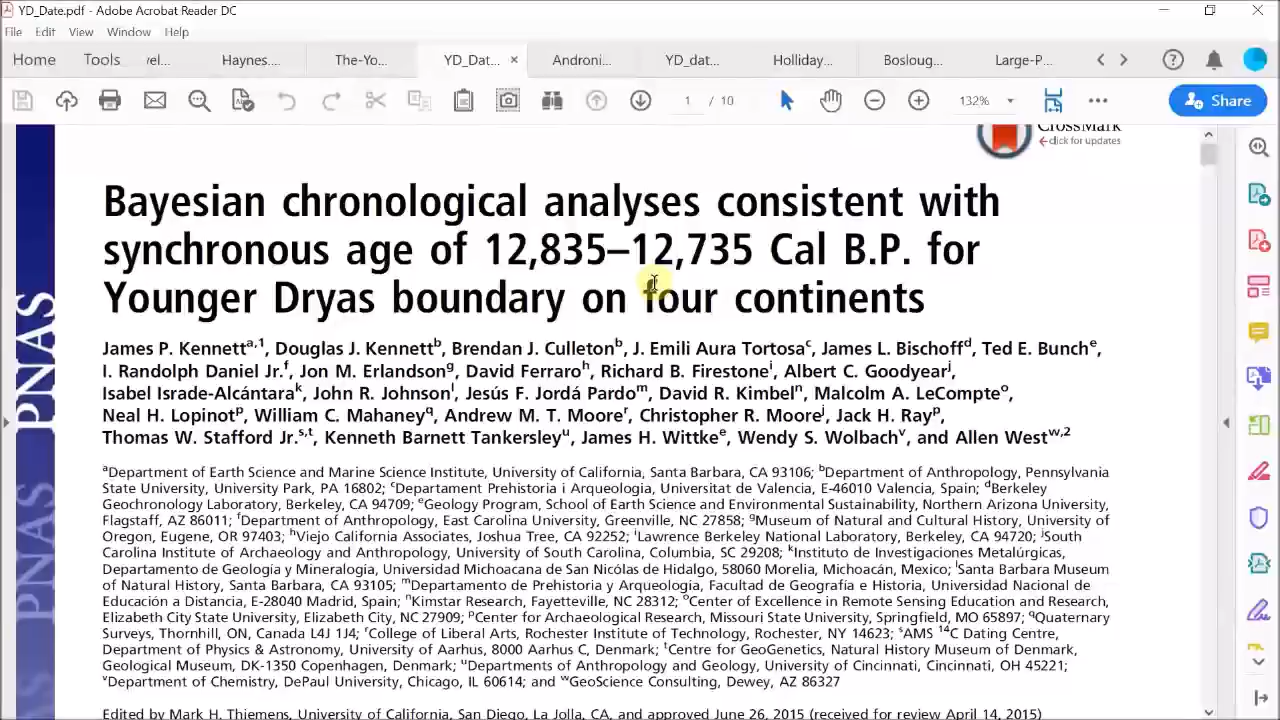 YD_Date.pdf - Adobe Acrobat Reader DC
File Edit View Window Help
Home Tools vel... Haynes.... The-Yo... YD_Dat... × Androni... YD_dat... Holliday... Bosloug... Large-P...
1 / 10 132% Share
CrossMark
click for updates
Bayesian chronological analyses consistent with
synchronous age of 12,835–12,735 Cal B.P. for
Younger Dryas boundary on four continents
James P. Kennettᵃ,¹, Douglas J. Kennettᵇ, Brendan J. Culletonᵇ, J. Emili Aura Tortosaᶜ, James L. Bischoffᵈ, Ted E. Bunchᵉ,
I. Randolph Daniel Jr.ᶠ, Jon M. Erlandsonᵍ, David Ferraroʰ, Richard B. Firestoneⁱ, Albert C. Goodyearʲ,
Isabel Israde-Alcántaraᵏ, John R. Johnsonˡ, Jesús F. Jordá Pardoᵐ, David R. Kimbelⁿ, Malcolm A. LeCompteᵒ,
Neal H. Lopinotᵖ, William C. Mahaney^q, Andrew M. T. Mooreʳ, Christopher R. Mooreʲ, Jack H. Rayᵖ,
Thomas W. Stafford Jr.ˢ,ᵗ, Kenneth Barnett Tankersleyᵘ, James H. Wittkeᵉ, Wendy S. Wolbachᵛ, and Allen Westʷ,²
ᵃDepartment of Earth Science and Marine Science Institute, University of California, Santa Barbara, CA 93106; ᵇDepartment of Anthropology, Pennsylvania
State University, University Park, PA 16802; ᶜDepartament Prehistoria i Arqueologia, Universitat de Valencia, E-46010 Valencia, Spain; ᵈBerkeley
Geochronology Laboratory, Berkeley, CA 94709; ᵉGeology Program, School of Earth Science and Environmental Sustainability, Northern Arizona University,
Flagstaff, AZ 86011; ᶠDepartment of Anthropology, East Carolina University, Greenville, NC 27858; ᵍMuseum of Natural and Cultural History, University of
Oregon, Eugene, OR 97403; ʰViejo California Associates, Joshua Tree, CA 92252; ⁱLawrence Berkeley National Laboratory, Berkeley, CA 94720; ʲSouth
Carolina Institute of Archaeology and Anthropology, University of South Carolina, Columbia, SC 29208; ᵏInstituto de Investigaciones Metalúrgicas,
Departamento de Geología y Mineralogía, Universidad Michoacana de San Nicólas de Hidalgo, 58060 Morelia, Michoacán, Mexico; ˡSanta Barbara Museum
of Natural History, Santa Barbara, CA 93105; ᵐDepartamento de Prehistoria y Arqueología, Facultad de Geografía e Historia, Universidad Nacional de
Educación a Distancia, E-28040 Madrid, Spain; ⁿKimstar Research, Fayetteville, NC 28312; ᵒCenter of Excellence in Remote Sensing Education and Research,
Elizabeth City State University, Elizabeth City, NC 27909; ᵖCenter for Archaeological Research, Missouri State University, Springfield, MO 65897; ^qQuaternary
Surveys, Thornhill, ON, Canada L4J 1J4; ʳCollege of Liberal Arts, Rochester Institute of Technology, Rochester, NY 14623; ˢAMS ¹⁴C Dating Centre,
Department of Physics & Astronomy, University of Aarhus, 8000 Aarhus C, Denmark; ᵗCentre for GeoGenetics, Natural History Museum of Denmark,
Geological Museum, DK-1350 Copenhagen, Denmark; ᵘDepartments of Anthropology and Geology, University of Cincinnati, Cincinnati, OH 45221;
ᵛDepartment of Chemistry, DePaul University, Chicago, IL 60614; and ʷGeoScience Consulting, Dewey, AZ 86327
Edited by Mark H. Thiemens, University of California, San Diego, La Jolla, CA, and approved June 26, 2015 (received for review April 14, 2015)
PNAS
PNAS